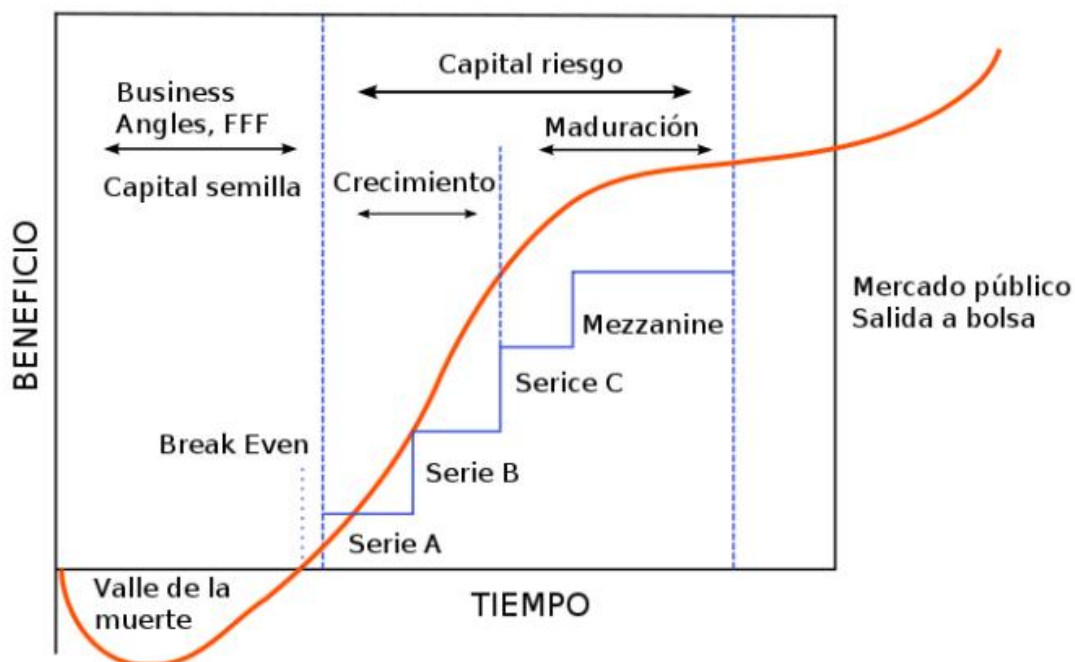 Capital riesgo
Business
Angles, FFF
Maduración
Capital semilla
Crecimiento
BENEFICIO
Mercado público
Salida a bolsa
Mezzanine
Serice C
Break Even
Serie B
Serie A
Valle de la
muerte
TIEMPO